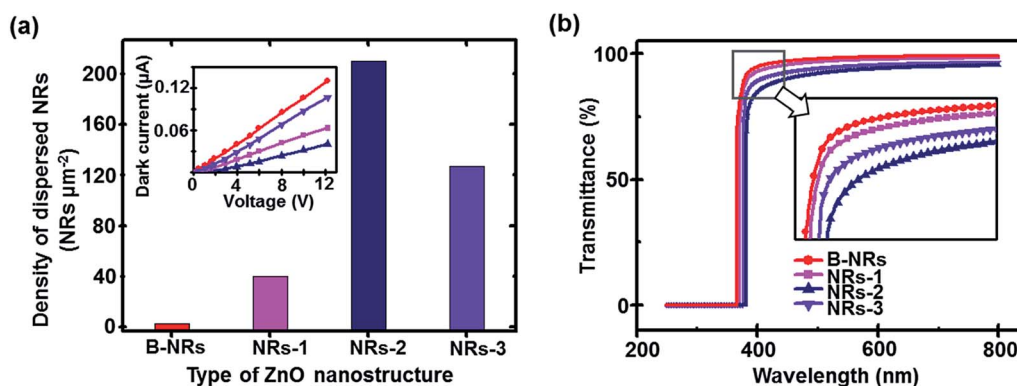 (a)
Density of dispersed NRs
(NRs μm⁻²)
200
160
120
80
40
0
Dark current (μA)
0.12
0.06
0
4
8
12
Voltage (V)
B-NRs
NRs-1
NRs-2
NRs-3
Type of ZnO nanostructure
(b)
Transmittance (%)
100
50
0
B-NRs
NRs-1
NRs-2
NRs-3
200
400
600
800
Wavelength (nm)